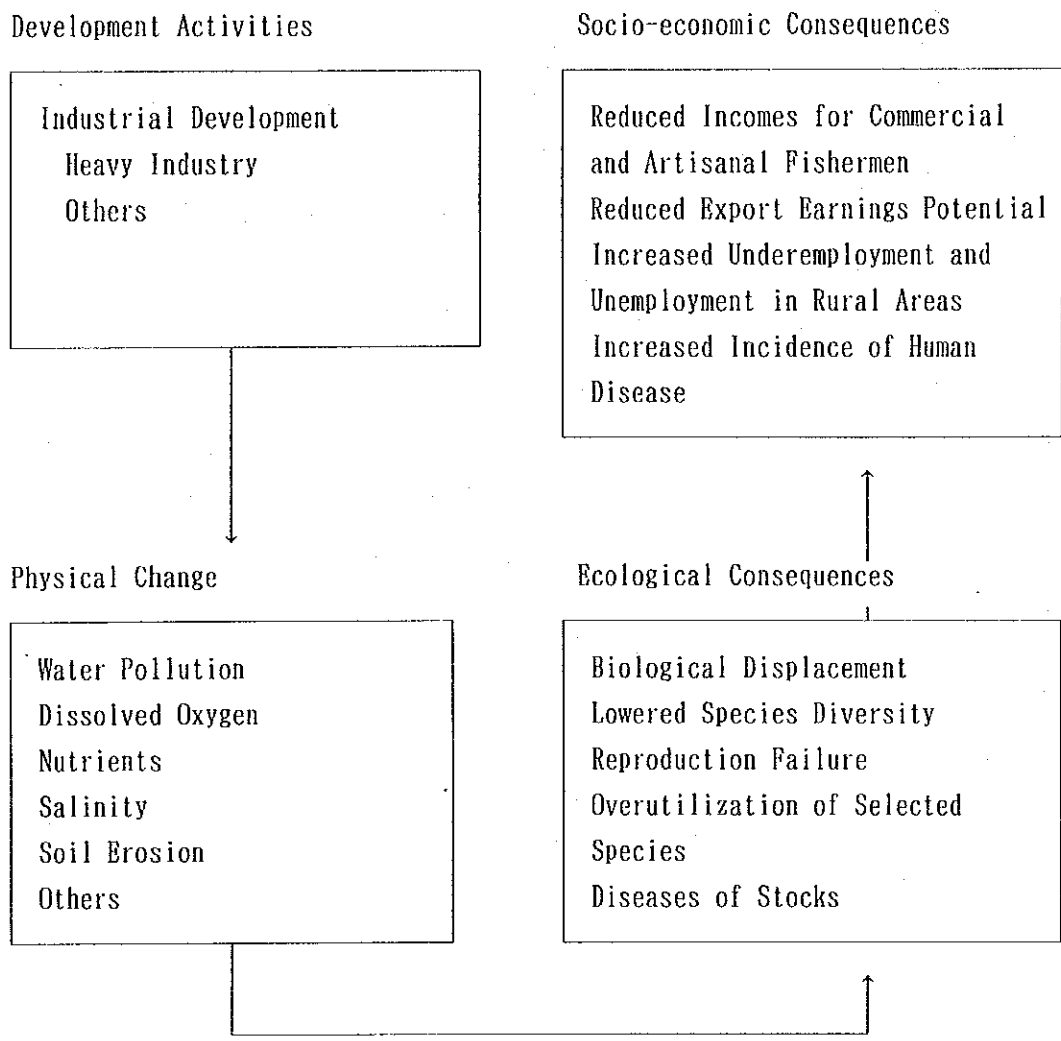 Development Activities
Industrial Development
Heavy Industry
Others
Physical Change
Water Pollution
Dissolved Oxygen
Nutrients
Salinity
Soil Erosion
Others
Ecological Consequences
Biological Displacement
Lowered Species Diversity
Reproduction Failure
Overutilization of Selected
Species
Diseases of Stocks
Socio-economic Consequences
Reduced Incomes for Commercial
and Artisanal Fishermen
Reduced Export Earnings Potential
Increased Underemployment and
Unemployment in Rural Areas
Increased Incidence of Human
Disease